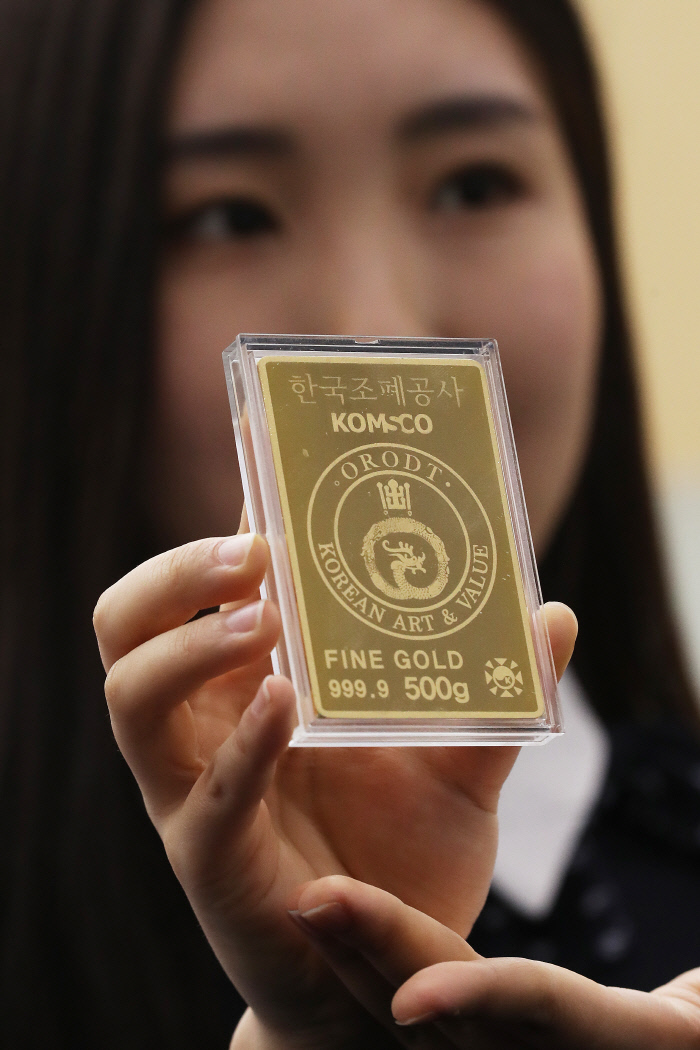 한국조폐공사
KOMSCO
ORODT
KOREAN ART & VALUE
FINE GOLD
999.9 500g
K